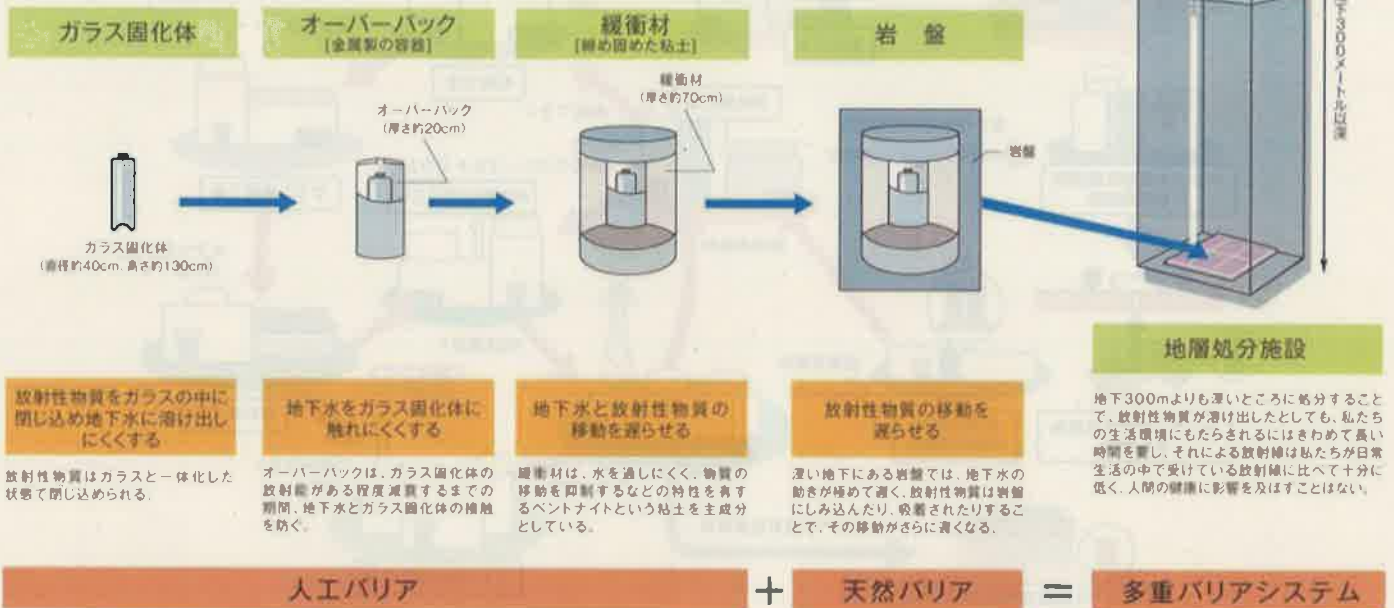 ガラス固化体
オーバーパック
[金属製の容器]
緩衝材
[締め固めた粘土]
岩 盤
下300メートル以深
オーバーパック
(厚さ約20cm)
緩衝材
(厚さ約70cm)
岩盤
ガラス固化体
(直径約40cm、高さ約130cm)
地層処分施設
放射性物質をガラスの中に
閉じ込め地下水に溶け出し
にくくする
地下水をガラス固化体に
触れにくくする
地下水と放射性物質の
移動を遅らせる
放射性物質の移動を
遅らせる
放射性物質はガラスと一体化した
状態で閉じ込められる。
オーバーパックは、ガラス固化体の
放射能がある程度減衰するまでの
期間、地下水とガラス固化体の接触
を防ぐ。
緩衝材は、水を通しにくく、物質の
移動を抑制するなどの特性を有す
るベントナイトという粘土を主成分
としている。
深い地下にある岩盤では、地下水の
動きが極めて遅く、放射性物質は岩盤
にしみ込んだり、吸着されたりするこ
とで、その移動がさらに遅くなる。
地下300mよりも深いところに処分すること
で、放射性物質が溶け出したとしても、私たち
の生活環境にもたらされるにはきわめて長い
時間を要し、それによる放射線は私たちが日常
生活の中で受けている放射線に比べて十分に
低く、人間の健康に影響を及ぼすことはない。
人工バリア + 天然バリア = 多重バリアシステム